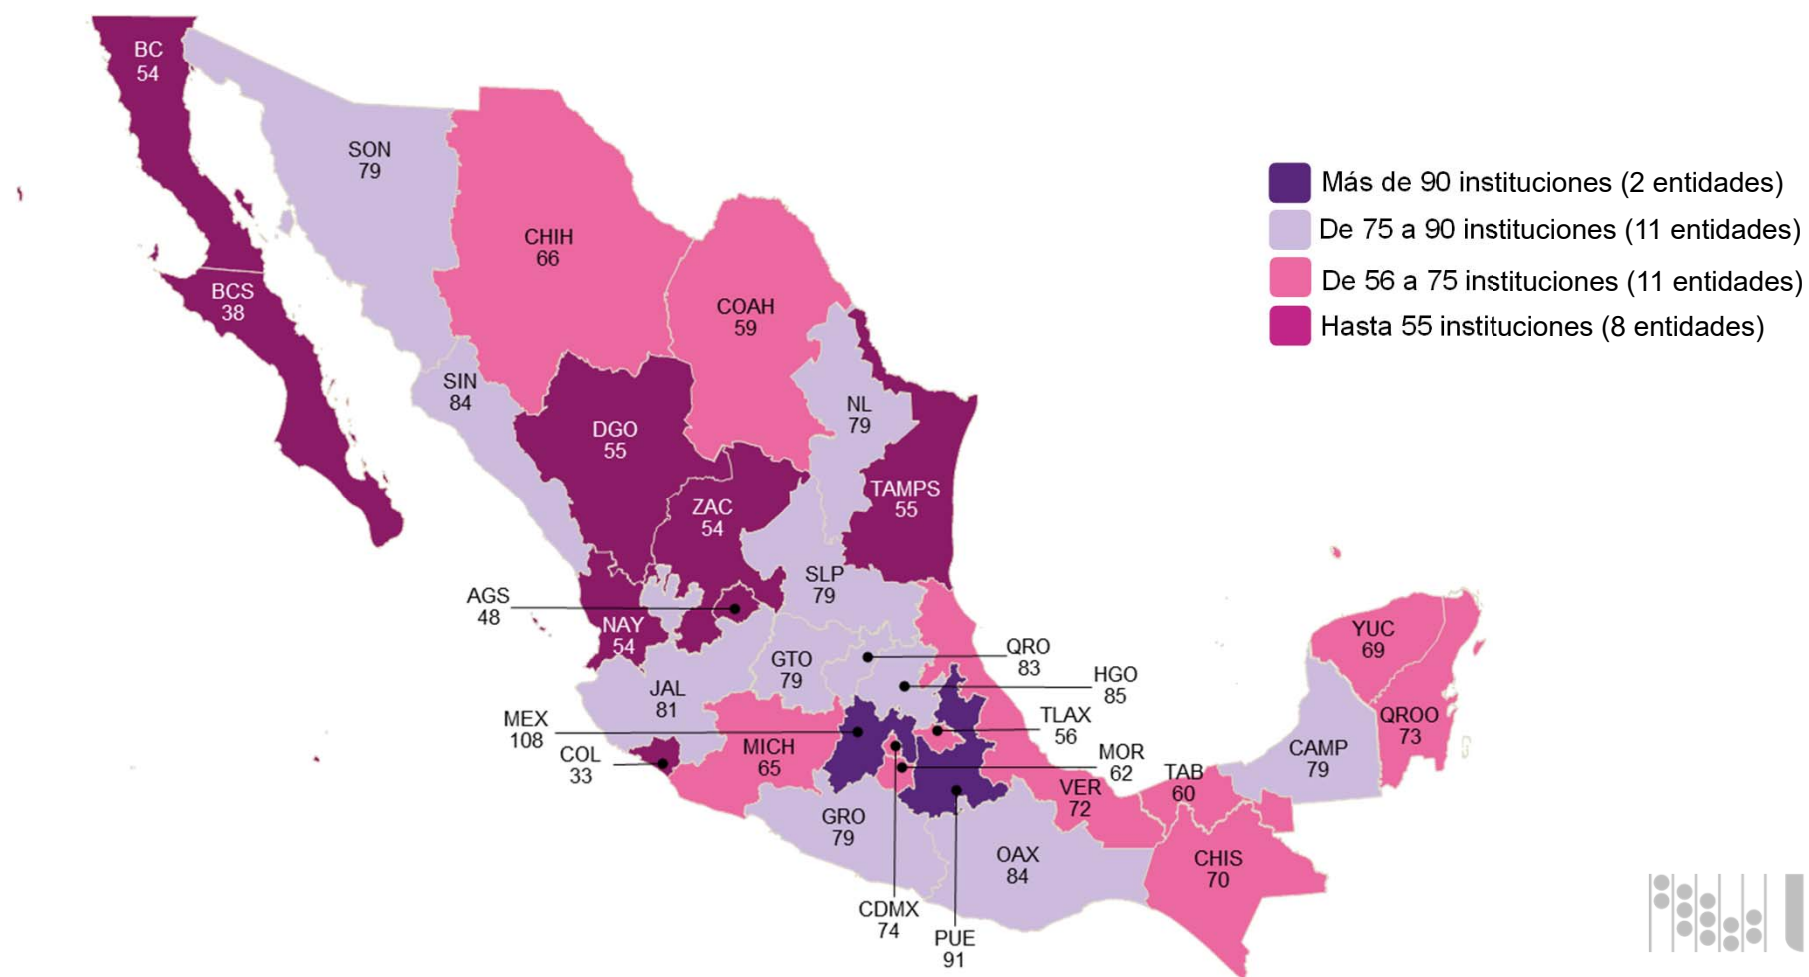 BC
54
SON
79
CHIH
66
COAH
59
BCS
38
SIN
84
NL
79
DGO
55
TAMPS
55
ZAC
54
SLP
79
AGS
48
NAY
54
GTO
79
QRO
83
HGO
85
JAL
81
MEX
108
TLAX
56
COL
33
MICH
65
MOR
62
VER
72
TAB
60
YUC
69
QROO
73
CAMP
79
GRO
79
OAX
84
CHIS
70
CDMX
74
PUE
91
Más de 90 instituciones (2 entidades)
De 75 a 90 instituciones (11 entidades)
De 56 a 75 instituciones (11 entidades)
Hasta 55 instituciones (8 entidades)